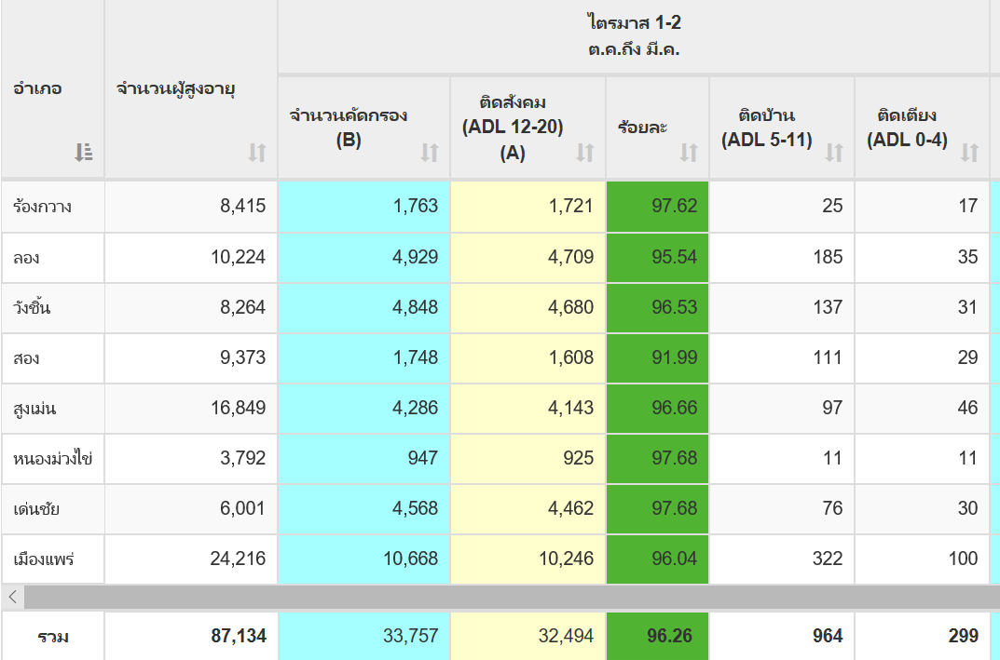 ไตรมาส 1-2
ต.ค.ถึง มี.ค.
อำเภอ จำนวนผู้สูงอายุ
จำนวนคัดกรอง
(B)
ติดสังคม
(ADL 12-20)
(A)
ร้อยละ
ติดบ้าน
(ADL 5-11)
ติดเตียง
(ADL 0-4)
ร้องกวาง 8,415 1,763 1,721 97.62 25 17
ลอง 10,224 4,929 4,709 95.54 185 35
วังชิ้น 8,264 4,848 4,680 96.53 137 31
สอง 9,373 1,748 1,608 91.99 111 29
สูงเม่น 16,849 4,286 4,143 96.66 97 46
หนองม่วงไข่ 3,792 947 925 97.68 11 11
เด่นชัย 6,001 4,568 4,462 97.68 76 30
เมืองแพร่ 24,216 10,668 10,246 96.04 322 100
รวม 87,134 33,757 32,494 96.26 964 299